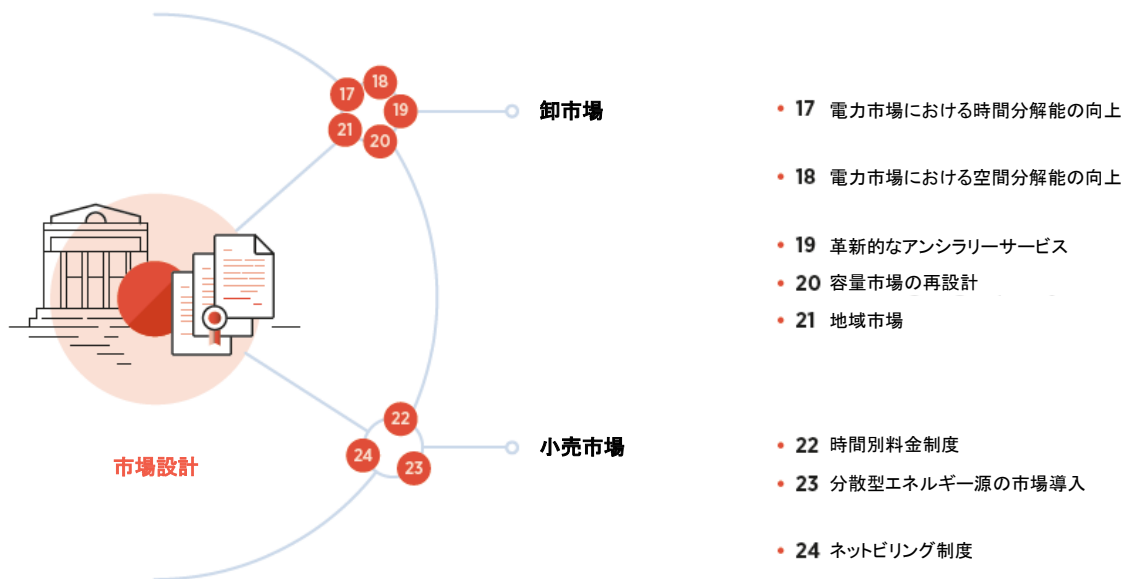 17
18
19
20
21
卸市場
• 17 電力市場における時間分解能の向上
• 18 電力市場における空間分解能の向上
• 19 革新的なアンシラリーサービス
• 20 容量市場の再設計
• 21 地域市場
市場設計
22
23
24
小売市場
• 22 時間別料金制度
• 23 分散型エネルギー源の市場導入
• 24 ネットビリング制度